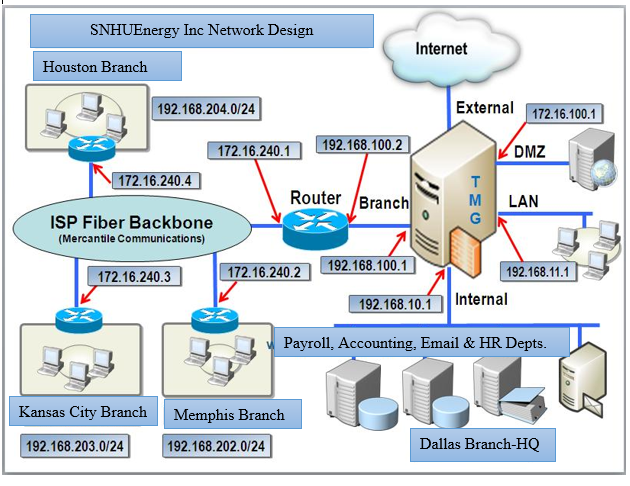 SNHUEnergy Inc Network Design
Internet
Houston Branch
192.168.204.0/24
External
172.16.100.1
172.16.240.1
192.168.100.2
DMZ
172.16.240.4
Router
Branch
TMG
LAN
ISP Fiber Backbone
(Mercantile Communications)
192.168.100.1
192.168.11.1
172.16.240.3
172.16.240.2
192.168.10.1
Internal
w
Payroll, Accounting, Email & HR Depts.
Kansas City Branch
Memphis Branch
192.168.203.0/24
192.168.202.0/24
Dallas Branch-HQ